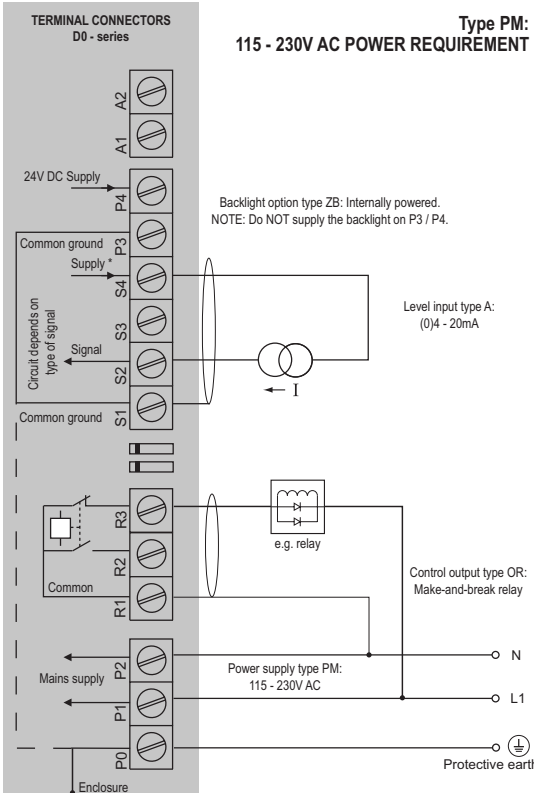 TERMINAL CONNECTORS
D0 - series
Type PM:
115 - 230V AC POWER REQUIREMENT
A2
A1
24V DC Supply
P4
Backlight option type ZB: Internally powered.
NOTE: Do NOT supply the backlight on P3 / P4.
Common ground
P3
Supply *
S4
Level input type A:
(0)4 - 20mA
Circuit depends on
type of signal
S3
Signal
S2
I
Common ground
S1
R3
e.g. relay
R2
Control output type OR:
Make-and-break relay
Common
R1
P2
N
Mains supply
Power supply type PM:
115 - 230V AC
P1
L1
P0
Protective earth
Enclosure